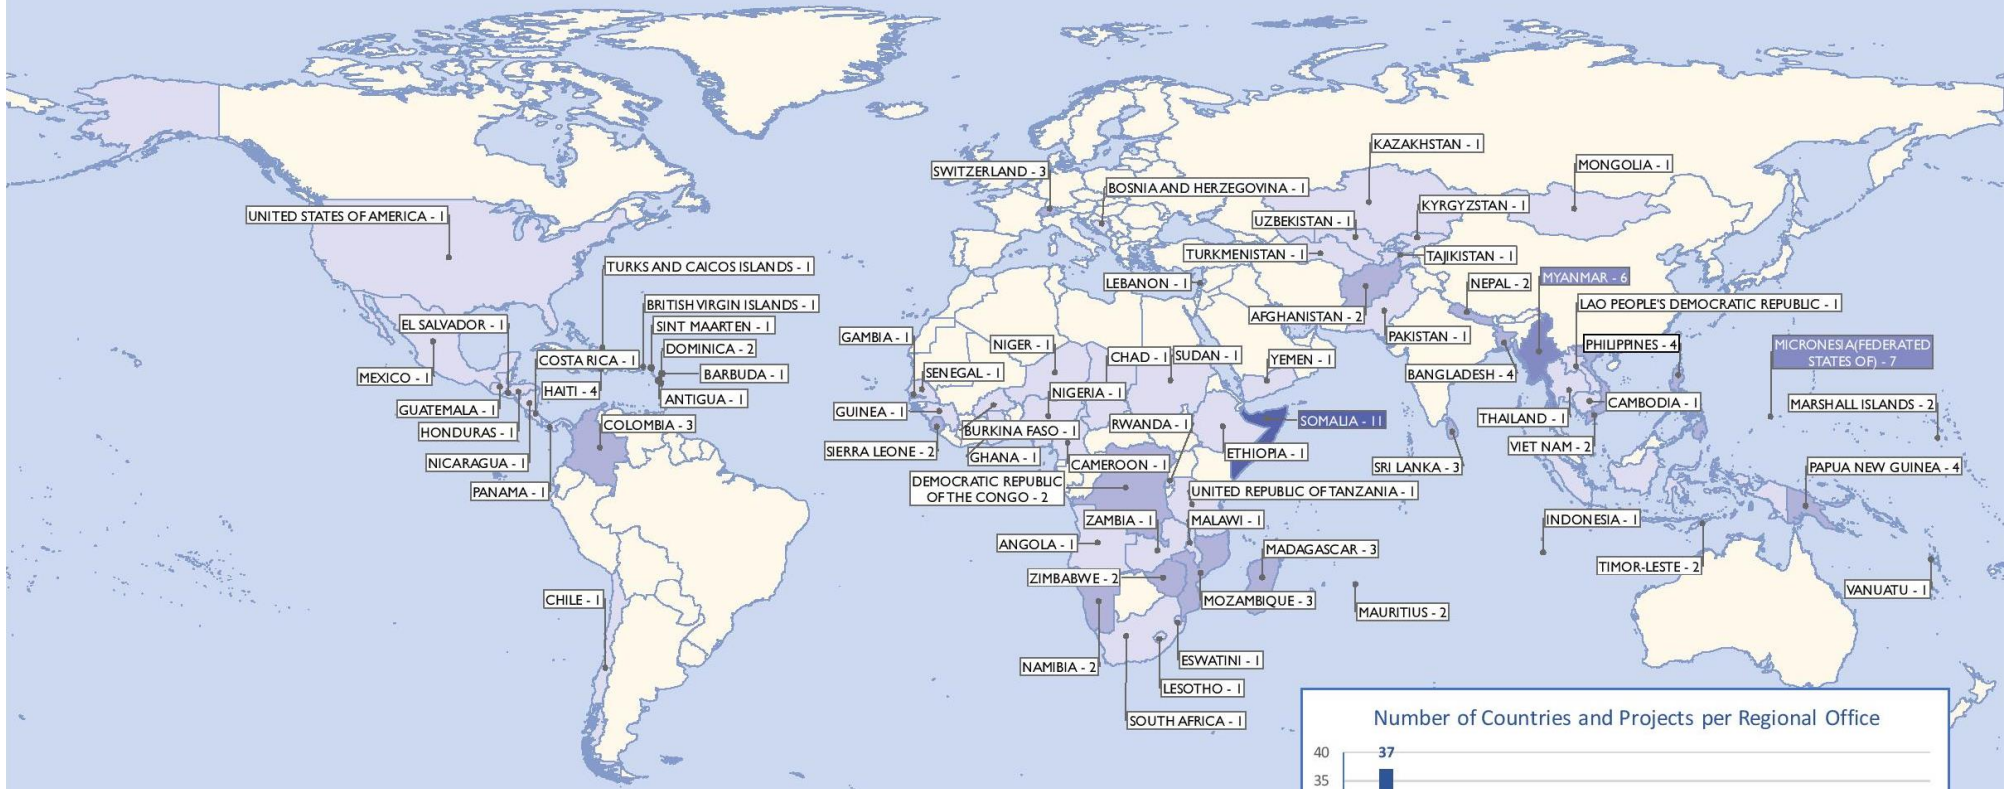 KAZAKHSTAN - 1
MONGOLIA - 1
SWITZERLAND - 3
BOSNIA AND HERZEGOVINA - 1
KYRGYZSTAN - 1
UNITED STATES OF AMERICA - 1
UZBEKISTAN - 1
TURKMENISTAN - 1
TAJIKISTAN - 1
TURKS AND CAICOS ISLANDS - 1
LEBANON - 1
NEPAL - 2
MYANMAR - 6
BRITISH VIRGIN ISLANDS - 1
LAO PEOPLE'S DEMOCRATIC REPUBLIC - 1
AFGHANISTAN - 2
EL SALVADOR - 1
SINT MAARTEN - 1
GAMBIA - 1
PAKISTAN - 1
NIGER - 1
PHILIPPINES - 4
MICRONESIA(FEDERATED
STATES OF) - 7
DOMINICA - 2
CHAD - 1
SUDAN - 1
YEMEN - 1
COSTA RICA - 1
SENEGAL - 1
BARBUDA - 1
BANGLADESH - 4
MEXICO - 1
HAITI - 4
NIGERIA - 1
ANTIGUA - 1
CAMBODIA - 1
MARSHALL ISLANDS - 2
GUATEMALA - 1
GUINEA - 1
THAILAND - 1
SOMALIA - 11
COLOMBIA - 3
RWANDA - 1
HONDURAS - 1
BURKINA FASO - 1
VIET NAM - 2
SIERRA LEONE - 2
ETHIOPIA - 1
GHANA - 1
NICARAGUA - 1
CAMEROON - 1
SRI LANKA - 3
PAPUA NEW GUINEA - 4
DEMOCRATIC REPUBLIC
OF THE CONGO - 2
PANAMA - 1
UNITED REPUBLIC OF TANZANIA - 1
ZAMBIA - 1
MALAWI - 1
INDONESIA - 1
ANGOLA - 1
MADAGASCAR - 3
TIMOR-LESTE - 2
ZIMBABWE - 2
VANUATU - 1
CHILE - 1
MOZAMBIQUE - 3
MAURITIUS - 2
NAMIBIA - 2
ESWATINI - 1
LESOTHO - 1
SOUTH AFRICA - 1
Number of Countries and Projects per Regional Office
40
37
35